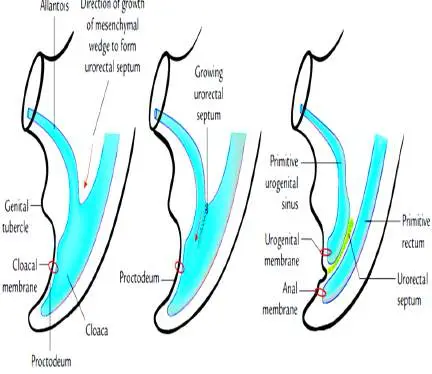 Allantois
Direction of growth
of mesenchymal
wedge to form
urorectal septum
Genital
tubercle
Cloacal
membrane
Cloaca
Proctodeum
Growing
urorectal
septum
Proctodeum
Primitive
urogenital
sinus
Urogenital
membrane
Anal
membrane
Primitive
rectum
Urorectal
septum